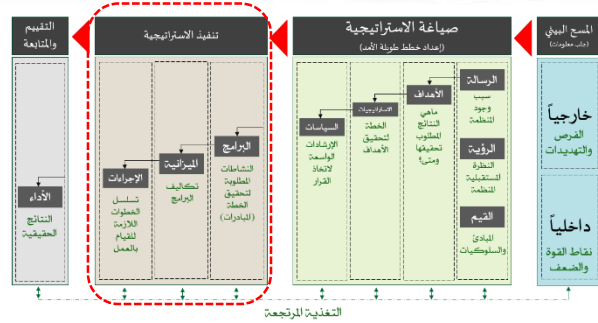 المسح البيئي
(جلب معلومات)
خارجياً
الفرص
والتهديدات
داخلياً
نقاط القوة
والضعف
صياغة الاستراتيجية
(إعداد خطط طويلة الأمد)
الرسالة
سبب
وجود
المنظمة
الرؤية
النظرة
المستقبلية
للمنظمة
القيم
المبادئ
والسلوكيات
الأهداف
ماهي
النتائج
المطلوب
تحقيقها
ومتى؟
الاستراتيجيات
الخطة
لتحقيق
الأهداف
السياسات
الإرشادات
الواسعة
لاتخاذ
القرار
تنفيذ الاستراتيجية
البرامج
النشاطات
المطلوبة
لتحقيق
الخطة
(المبادرات)
الميزانية
تكاليف
البرامج
الإجراءات
تسلسل
الخطوات
اللازمة
للقيام
بالعمل
التقييم
والمتابعة
الأداء
النتائج
الحقيقية
التغذية المرتجعة